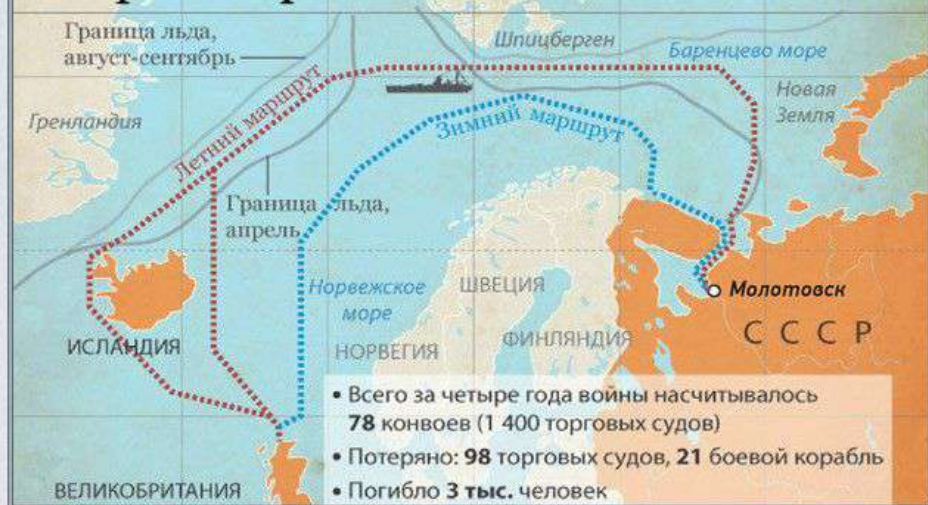 Граница льда,
август-сентябрь
Шпицберген
Баренцево море
Новая
Земля
Гренландия
Летний маршрут
Зимний маршрут
Граница льда,
апрель
Норвежское
море
ШВЕЦИЯ
Молотовск
СССР
ИСЛАНДИЯ
НОРВЕГИЯ
ФИНЛЯНДИЯ
• Всего за четыре года войны насчитывалось
78 конвоев (1 400 торговых судов)
• Потеряно: 98 торговых судов, 21 боевой корабль
• Погибло 3 тыс. человек
ВЕЛИКОБРИТАНИЯ